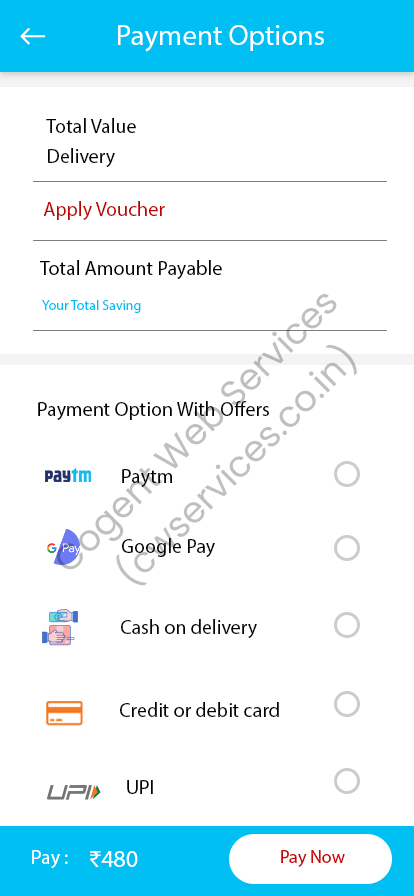 Payment Options
Total Value
Delivery
Apply Voucher
Total Amount Payable
Your Total Saving
Payment Option With Offers
paytm Paytm
G Pay Google Pay
Cash on delivery
Credit or debit card
UPI UPI
Pay : ₹480 Pay Now
Cogent Web Services
(cwservices.co.in)